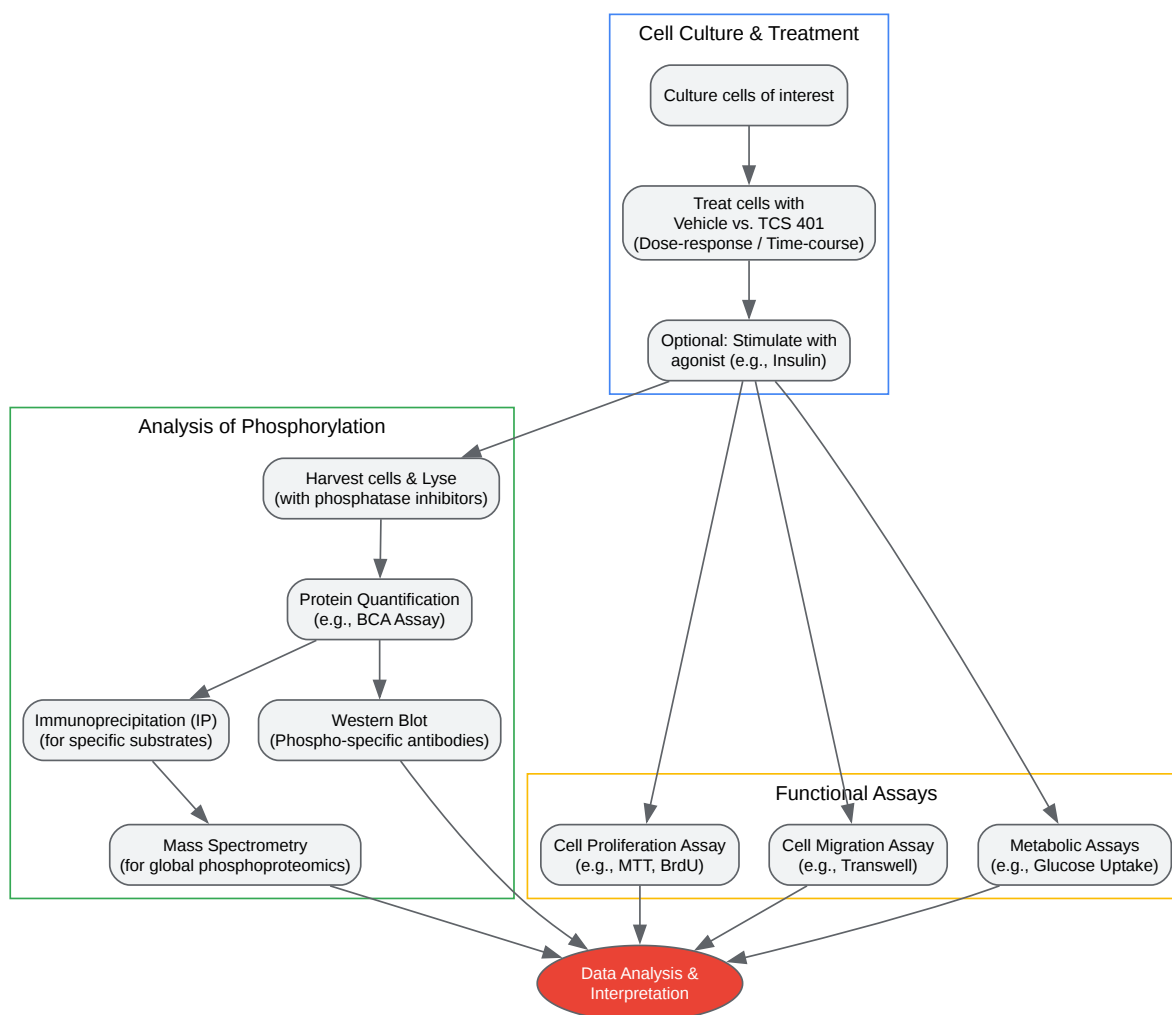 Cell Culture & Treatment
Culture cells of interest
Treat cells with
Vehicle vs. TCS 401
(Dose-response / Time-course)
Optional: Stimulate with
agonist (e.g., Insulin)
Analysis of Phosphorylation
Harvest cells & Lyse
(with phosphatase inhibitors)
Protein Quantification
(e.g., BCA Assay)
Immunoprecipitation (IP)
(for specific substrates)
Western Blot
(Phospho-specific antibodies)
Mass Spectrometry
(for global phosphoproteomics)
Functional Assays
Cell Proliferation Assay
(e.g., MTT, BrdU)
Cell Migration Assay
(e.g., Transwell)
Metabolic Assays
(e.g., Glucose Uptake)
Data Analysis &
Interpretation